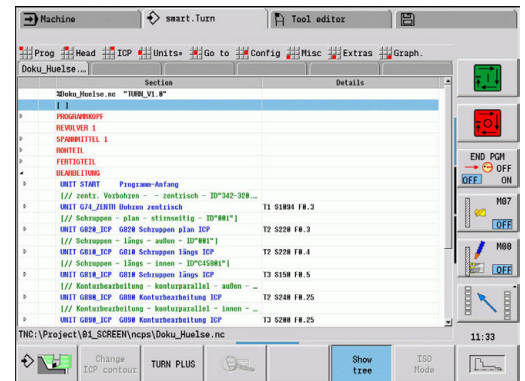 Machine
smart.Turn
Tool editor
Prog Head ICP Units» Go to Config Misc Extras Graph.
Doku_Huelse....
Section Details
%Doku_Huelse.nc "TURN_V1.0"
[ ]
PROGRAMMKOPF
REVOLVER 1
SPANNMITTEL 1
ROHTEIL
FERTIGTEIL
BEARBEITUNG
UNIT START Programm-Anfang
[// zentr. Vorbohren - - zentrisch - ID"342-320...
UNIT G74_ZENTR Bohren zentrisch T1 S1094 F0.3
[// Schruppen - plan - stirnseitig - ID"001"]
UNIT G820_ICP G820 Schruppen plan ICP T2 S220 F0.3
[// Schruppen - längs - außen - ID"001"]
UNIT G810_ICP G810 Schruppen längs ICP T2 S220 F0.4
[// Schruppen - längs - innen - ID"C45001"]
UNIT G810_ICP G810 Schruppen längs ICP T3 S150 F0.5
[// Konturbearbeitung - konturparallel - außen - ...
UNIT G890_ICP G890 Konturbearbeitung ICP T2 S240 F0.25
[// Konturbearbeitung - konturparallel - innen - ...
UNIT G890_ICP G890 Konturbearbeitung ICP T3 S200 F0.25
TNC:\Project\01_SCREEN\ncps\Doku_Huelse.nc
END PGM
OFF
OFF ON
M07
OFF
M08
OFF
11:33
Change
ICP contour
TURN PLUS
Show
tree
ISO
Mode